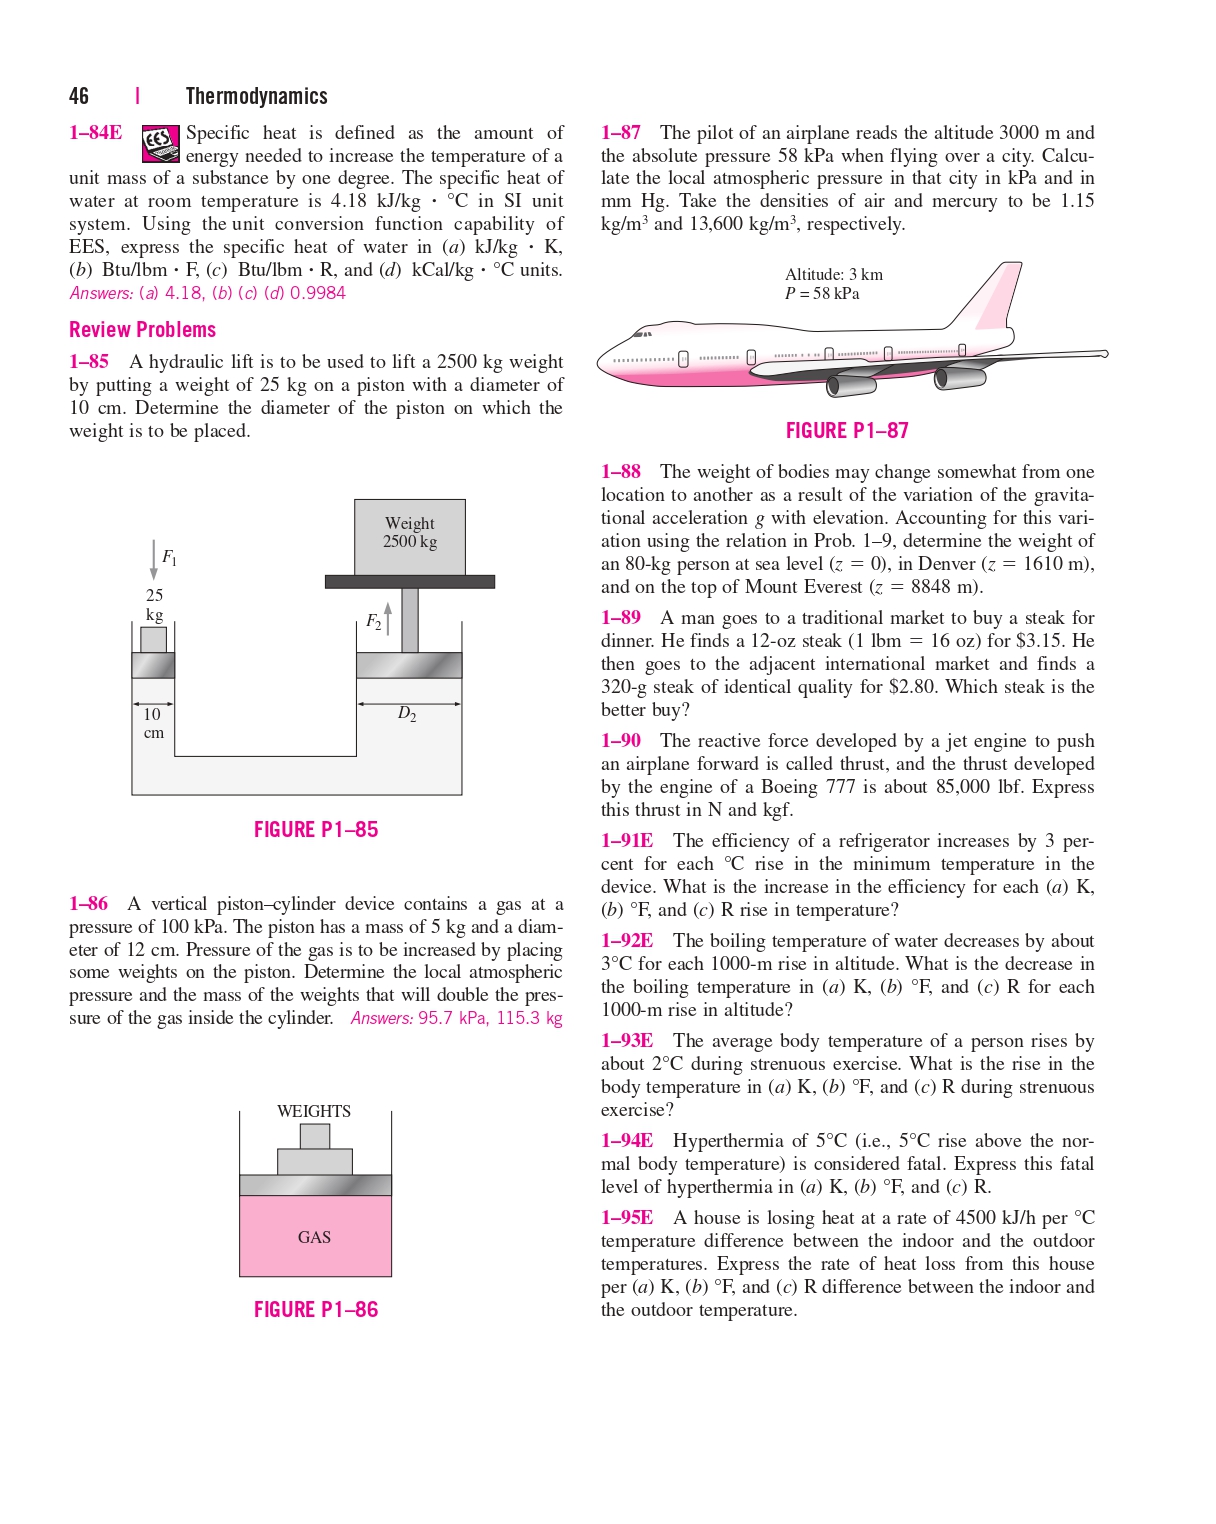 46 | Thermodynamics
1–84E EES Specific heat is defined as the amount of
energy needed to increase the temperature of a
unit mass of a substance by one degree. The specific heat of
water at room temperature is 4.18 kJ/kg · °C in SI unit
system. Using the unit conversion function capability of
EES, express the specific heat of water in (a) kJ/kg · K,
(b) Btu/lbm · F, (c) Btu/lbm · R, and (d) kCal/kg · °C units.
Answers: (a) 4.18, (b) (c) (d) 0.9984
Review Problems
1–85 A hydraulic lift is to be used to lift a 2500 kg weight
by putting a weight of 25 kg on a piston with a diameter of
10 cm. Determine the diameter of the piston on which the
weight is to be placed.
Weight
2500 kg
F₁
25
kg
F₂
10
cm
D₂
FIGURE P1–85
1–86 A vertical piston–cylinder device contains a gas at a
pressure of 100 kPa. The piston has a mass of 5 kg and a diam-
eter of 12 cm. Pressure of the gas is to be increased by placing
some weights on the piston. Determine the local atmospheric
pressure and the mass of the weights that will double the pres-
sure of the gas inside the cylinder. Answers: 95.7 kPa, 115.3 kg
WEIGHTS
GAS
FIGURE P1–86
1–87 The pilot of an airplane reads the altitude 3000 m and
the absolute pressure 58 kPa when flying over a city. Calcu-
late the local atmospheric pressure in that city in kPa and in
mm Hg. Take the densities of air and mercury to be 1.15
kg/m³ and 13,600 kg/m³, respectively.
Altitude: 3 km
P = 58 kPa
FIGURE P1–87
1–88 The weight of bodies may change somewhat from one
location to another as a result of the variation of the gravita-
tional acceleration g with elevation. Accounting for this vari-
ation using the relation in Prob. 1–9, determine the weight of
an 80-kg person at sea level (z = 0), in Denver (z = 1610 m),
and on the top of Mount Everest (z = 8848 m).
1–89 A man goes to a traditional market to buy a steak for
dinner. He finds a 12-oz steak (1 lbm = 16 oz) for $3.15. He
then goes to the adjacent international market and finds a
320-g steak of identical quality for $2.80. Which steak is the
better buy?
1–90 The reactive force developed by a jet engine to push
an airplane forward is called thrust, and the thrust developed
by the engine of a Boeing 777 is about 85,000 lbf. Express
this thrust in N and kgf.
1–91E The efficiency of a refrigerator increases by 3 per-
cent for each °C rise in the minimum temperature in the
device. What is the increase in the efficiency for each (a) K,
(b) °F, and (c) R rise in temperature?
1–92E The boiling temperature of water decreases by about
3°C for each 1000-m rise in altitude. What is the decrease in
the boiling temperature in (a) K, (b) °F, and (c) R for each
1000-m rise in altitude?
1–93E The average body temperature of a person rises by
about 2°C during strenuous exercise. What is the rise in the
body temperature in (a) K, (b) °F, and (c) R during strenuous
exercise?
1–94E Hyperthermia of 5°C (i.e., 5°C rise above the nor-
mal body temperature) is considered fatal. Express this fatal
level of hyperthermia in (a) K, (b) °F, and (c) R.
1–95E A house is losing heat at a rate of 4500 kJ/h per °C
temperature difference between the indoor and the outdoor
temperatures. Express the rate of heat loss from this house
per (a) K, (b) °F, and (c) R difference between the indoor and
the outdoor temperature.